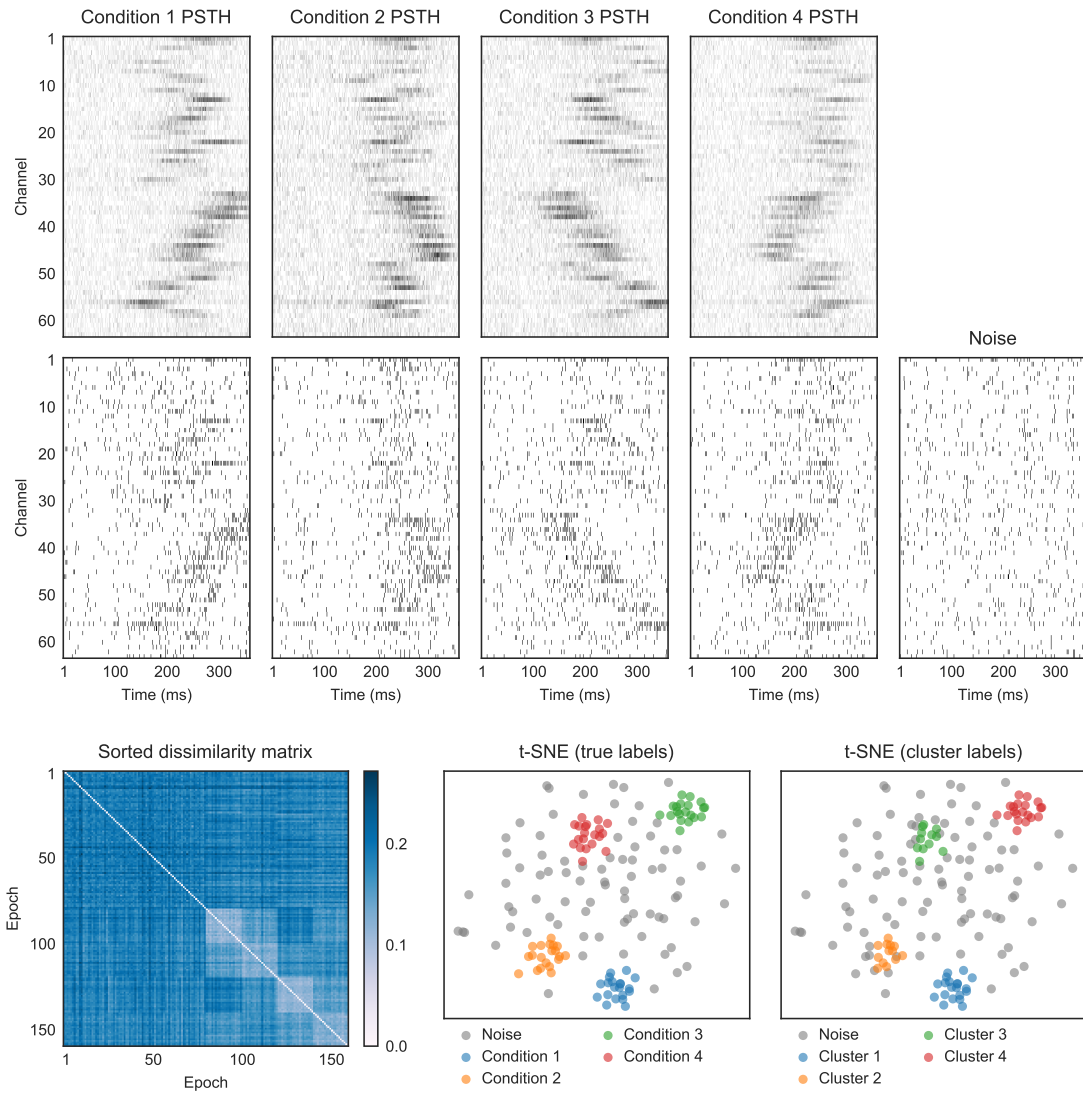 Condition 1 PSTH Condition 2 PSTH Condition 3 PSTH Condition 4 PSTH
1
10
20
30
40
50
60
Channel
Noise
1
10
20
30
40
50
60
Channel
1 100 200 300 1 100 200 300 1 100 200 300 1 100 200 300 1 100 200 300
Time (ms) Time (ms) Time (ms) Time (ms) Time (ms)
Sorted dissimilarity matrix t-SNE (true labels) t-SNE (cluster labels)
1
50
100
150
Epoch
1 50 100 150
Epoch
0.2
0.1
0.0
Noise Condition 3
Condition 1 Condition 4
Condition 2
Noise Cluster 3
Cluster 1 Cluster 4
Cluster 2